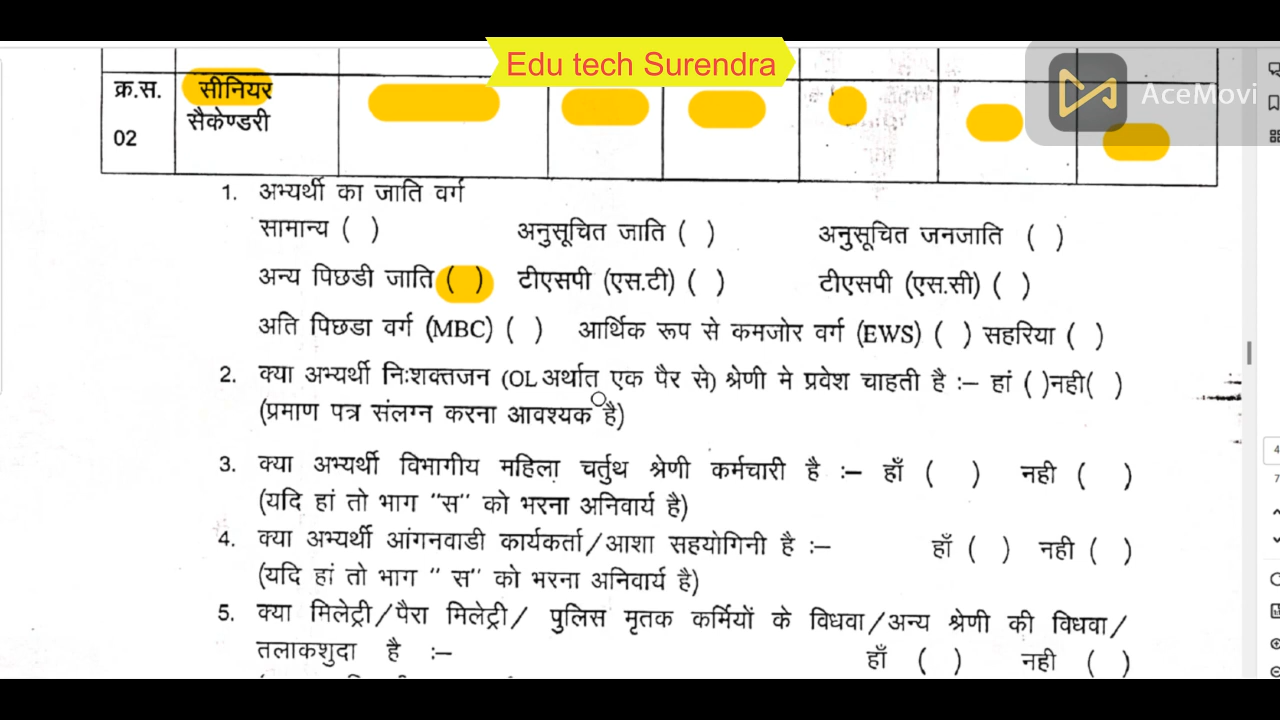 Edu tech Surendra
AceMovi
क्र.स. सीनियर
सैकेण्डरी
02
1. अभ्यर्थी का जाति वर्ग
सामान्य ( ) अनुसूचित जाति ( ) अनुसूचित जनजाति ( )
अन्य पिछडी जाति ( ) टीएसपी (एस.टी) ( ) टीएसपी (एस.सी) ( )
अति पिछडा वर्ग (MBC) ( ) आर्थिक रूप से कमजोर वर्ग (EWS) ( ) सहरिया ( )
2. क्या अभ्यर्थी निःशक्तजन (OL अर्थात एक पैर से) श्रेणी मे प्रवेश चाहती है :– हां ( )नही( )
(प्रमाण पत्र संलग्न करना आवश्यक है)
3. क्या अभ्यर्थी विभागीय महिला चर्तुथ श्रेणी कर्मचारी है :– हाँ ( ) नही ( )
(यदि हां तो भाग "स" को भरना अनिवार्य है)
4. क्या अभ्यर्थी आंगनवाडी कार्यकर्ता/आशा सहयोगिनी है :– हाँ ( ) नही ( )
(यदि हां तो भाग " स" को भरना अनिवार्य है)
5. क्या मिलेट्री/पैरा मिलेट्री/ पुलिस मृतक कर्मियों के विधवा/अन्य श्रेणी की विधवा/
तलाकशुदा है :– हाँ ( ) नही ( )